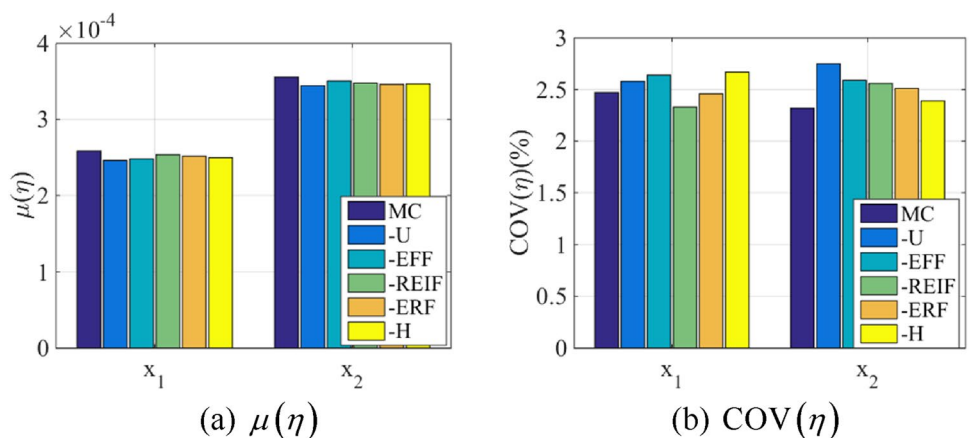 ×10⁻⁴
4
3
2
1
0
μ(η)
x₁
x₂
MC
-U
-EFF
-REIF
-ERF
-H
(a) μ(η)
3
2.5
2
1.5
1
0.5
0
COV(η)(%)
x₁
x₂
MC
-U
-EFF
-REIF
-ERF
-H
(b) COV(η)